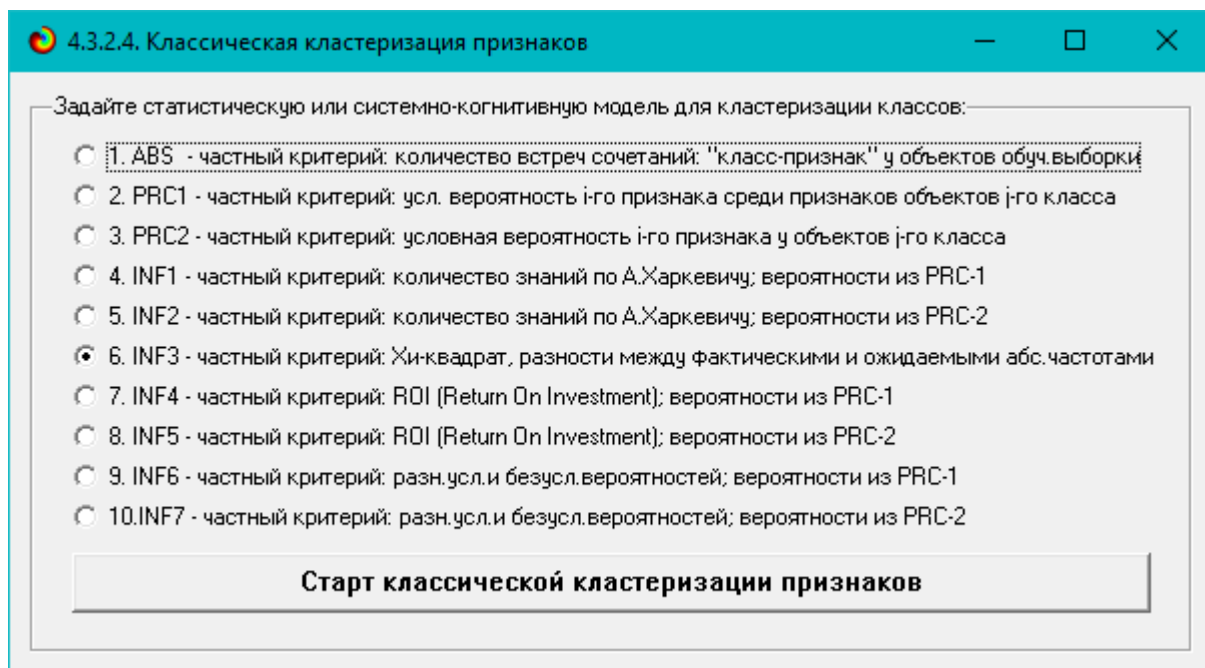 4.3.2.4. Классическая кластеризация признаков
Задайте статистическую или системно-когнитивную модель для кластеризации классов:
1. ABS - частный критерий: количество встреч сочетаний: "класс-признак" у объектов обуч.выборки
2. PRC1 - частный критерий: усл. вероятность i-го признака среди признаков объектов j-го класса
3. PRC2 - частный критерий: условная вероятность i-го признака у объектов j-го класса
4. INF1 - частный критерий: количество знаний по А.Харкевичу; вероятности из PRC-1
5. INF2 - частный критерий: количество знаний по А.Харкевичу; вероятности из PRC-2
6. INF3 - частный критерий: Хи-квадрат, разности между фактическими и ожидаемыми абс.частотами
7. INF4 - частный критерий: ROI (Return On Investment); вероятности из PRC-1
8. INF5 - частный критерий: ROI (Return On Investment); вероятности из PRC-2
9. INF6 - частный критерий: разн.усл.и безусл.вероятностей; вероятности из PRC-1
10.INF7 - частный критерий: разн.усл.и безусл.вероятностей; вероятности из PRC-2
Старт классической кластеризации признаков